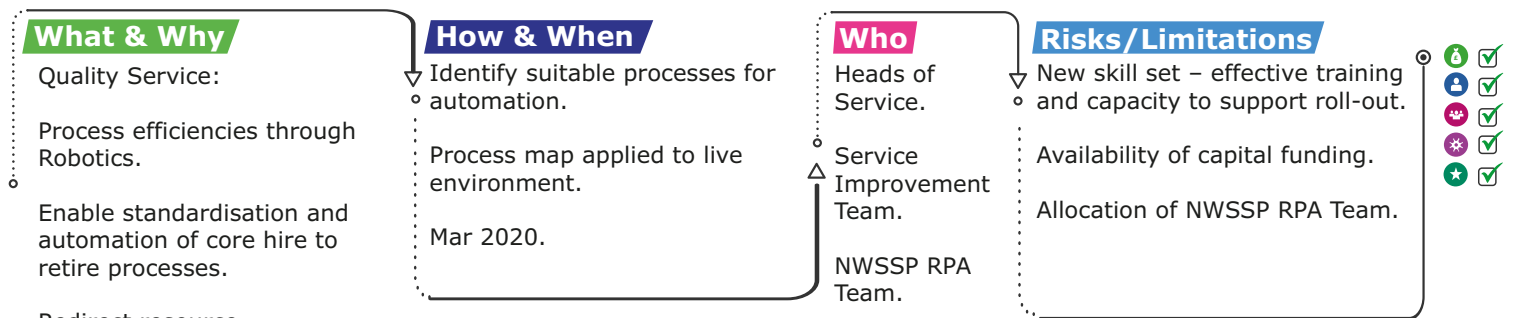 What & Why
Quality Service:
Process efficiencies through
Robotics.
Enable standardisation and
automation of core hire to
retire processes.
How & When
Identify suitable processes for
automation.
Process map applied to live
environment.
Mar 2020.
Who
Heads of
Service.
Service
Improvement
Team.
NWSSP RPA
Team.
Risks/Limitations
New skill set – effective training
and capacity to support roll-out.
Availability of capital funding.
Allocation of NWSSP RPA Team.